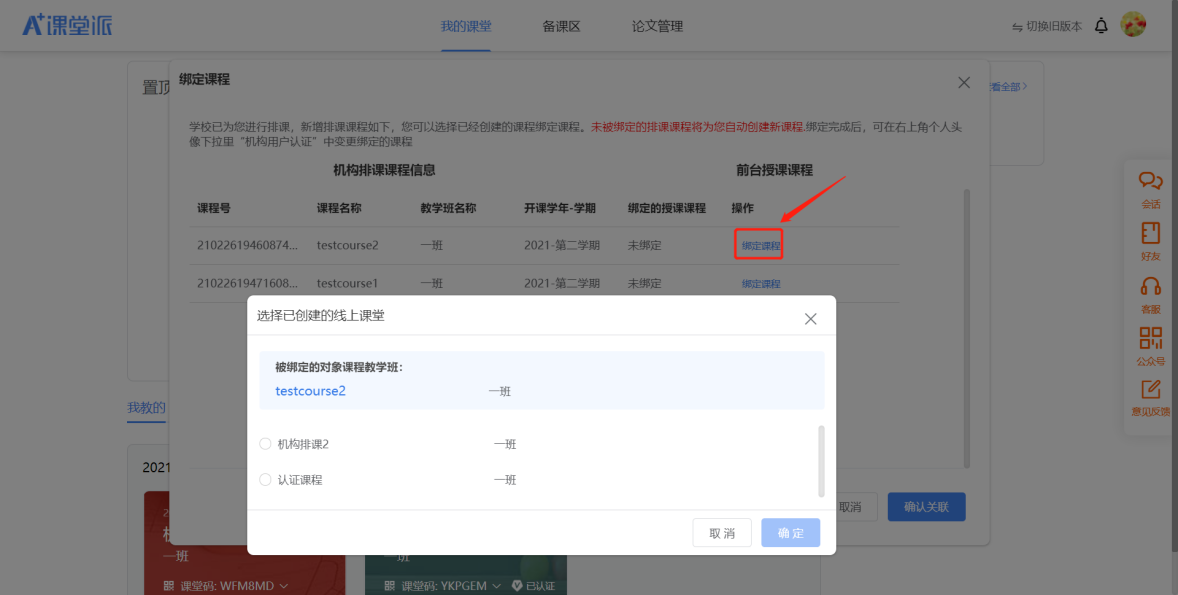 A+课堂派
我的课堂
备课区
论文管理
切换旧版本
置顶
绑定课程
看全部
学校已为您进行排课，新增排课课程如下，您可以选择已经创建的课程绑定课程。未被绑定的排课课程将为您自动创建新课程.绑定完成后，可在右上角个人头
像下拉里“机构用户认证”中变更绑定的课程
机构排课课程信息
前台授课课程
课程号 课程名称 教学班名称 开课学年-学期 绑定的授课课程 操作
21022619460874... testcourse2 一班 2021-第二学期 未绑定 绑定课程
21022619471608... testcourse1 一班 2021-第二学期 未绑定 绑定课程
选择已创建的线上课堂
被绑定的对象课程教学班：
testcourse2 一班
机构排课2 一班
认证课程 一班
取消
确定
取消
确认关联
会话
好友
客服
公众号
意见反馈
我教的
2021
一班
课堂码: WFM8MD
一班
课堂码: YKPGEM
已认证